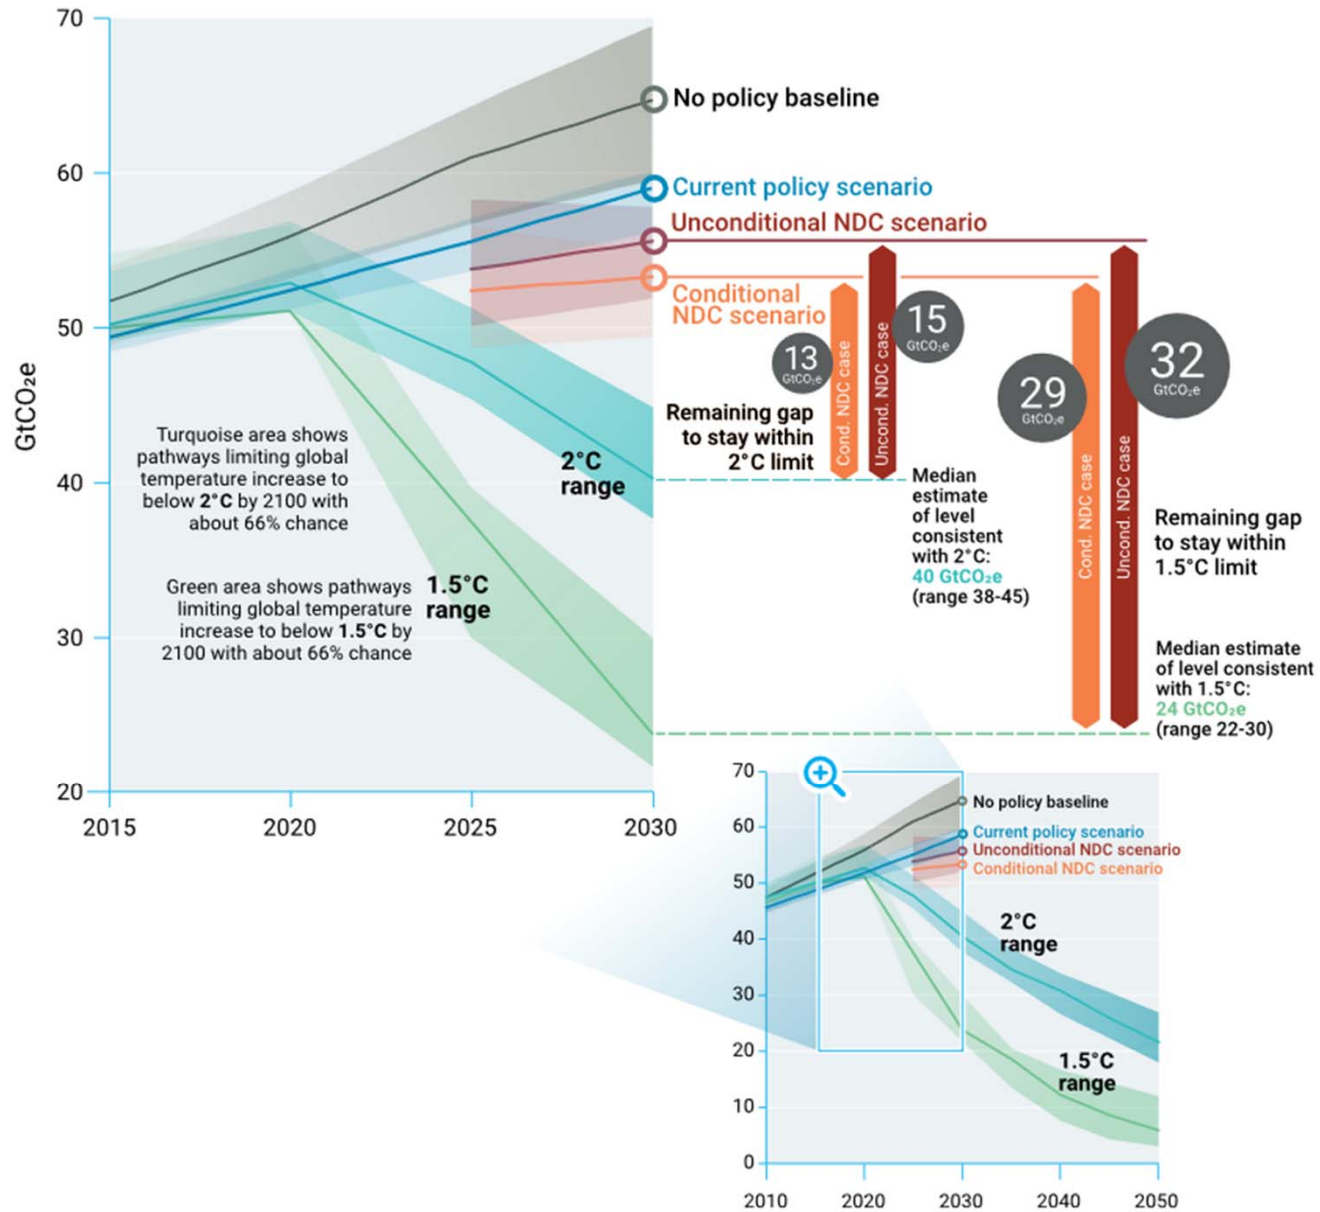 70
60
50
40
30
20
GtCO₂e
2015
2020
2025
2030
No policy baseline
Current policy scenario
Unconditional NDC scenario
Conditional
NDC scenario
Turquoise area shows
pathways limiting global
temperature increase to
below 2°C by 2100 with
about 66% chance
2°C
range
Green area shows pathways
limiting global temperature
increase to below 1.5°C by
2100 with about 66% chance
1.5°C
range
13
GtCO₂e
Cond. NDC case
Uncond. NDC case
15
GtCO₂e
Remaining gap
to stay within
2°C limit
Median
estimate
of level
consistent
with 2°C:
40 GtCO₂e
(range 38-45)
29
GtCO₂e
Cond. NDC case
Uncond. NDC case
32
GtCO₂e
Remaining gap
to stay within
1.5°C limit
Median estimate
of level consistent
with 1.5°C:
24 GtCO₂e
(range 22-30)
70
60
50
40
30
20
10
0
2010
2020
2030
2040
2050
No policy baseline
Current policy scenario
Unconditional NDC scenario
Conditional NDC scenario
2°C
range
1.5°C
range